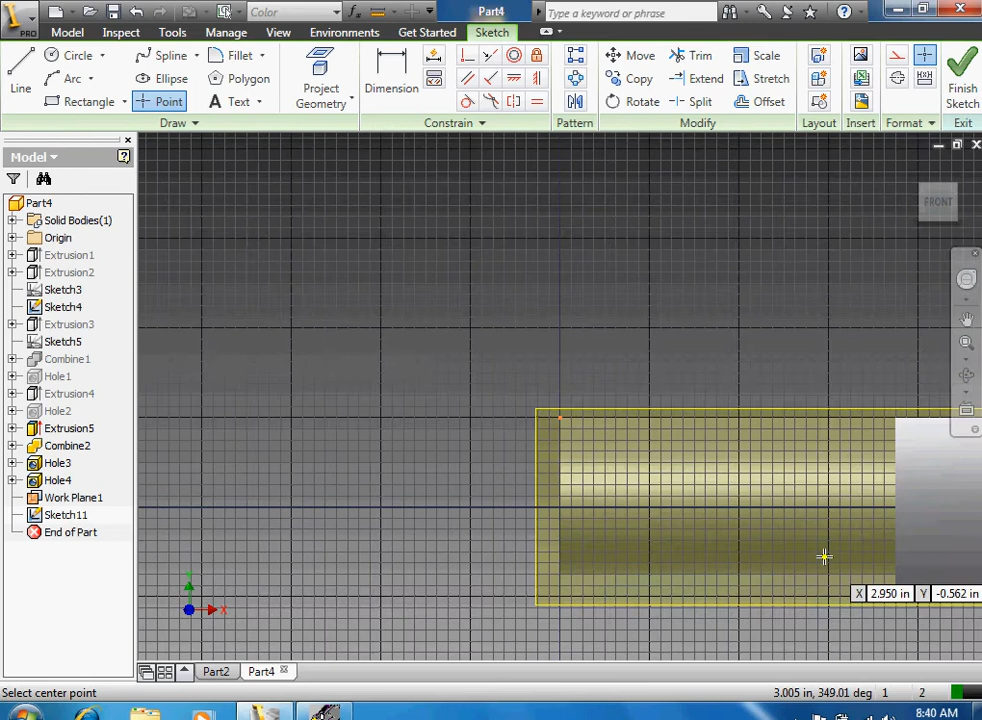 PRO
Color
Part4
Type a keyword or phrase
Model
Inspect
Tools
Manage
View
Environments
Get Started
Sketch
Line
Circle
Arc
Rectangle
Spline
Ellipse
Point
Fillet
Polygon
Text
Project
Geometry
Dimension
Move
Copy
Rotate
Trim
Extend
Split
Scale
Stretch
Offset
Finish
Sketch
Draw
Constrain
Pattern
Modify
Layout
Insert
Format
Exit
Model
Part4
Solid Bodies(1)
Origin
Extrusion1
Extrusion2
Sketch3
Sketch4
Extrusion3
Sketch5
Combine1
Hole1
Extrusion4
Hole2
Extrusion5
Combine2
Hole3
Hole4
Work Plane1
Sketch11
End of Part
FRONT
X 2.950 in Y -0.562 in
X
Part2
Part4
Select center point
3.005 in, 349.01 deg 1 2
8:40 AM